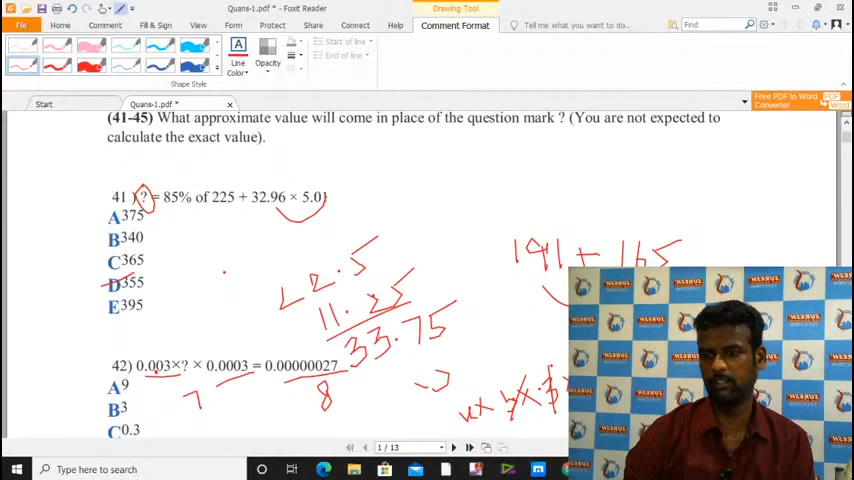 Quans-1.pdf * - Foxit Reader
Drawing Tool
File
Home
Comment
View
Form
Protect
Share
Connect
Help
Tutorial
Comment Format
Tell me what you want to do...
Find
Line Color
Opacity
Start of line
End of line
Shape Style
Start
Quans-1.pdf *
Free PDF to Word Converter
(41-45) What approximate value will come in place of the question mark ? (You are not expected to
calculate the exact value).
41 ) ? = 85% of 225 + 32.96 × 5.01
A 375
B 340
C 365
D 355
E 395
191 + 165
22.5
11.25
33.75
42) 0.003×? × 0.0003 = 0.00000027
7
8
A 9
B 3
C 0.3
1 / 13
Type here to search
SURESH